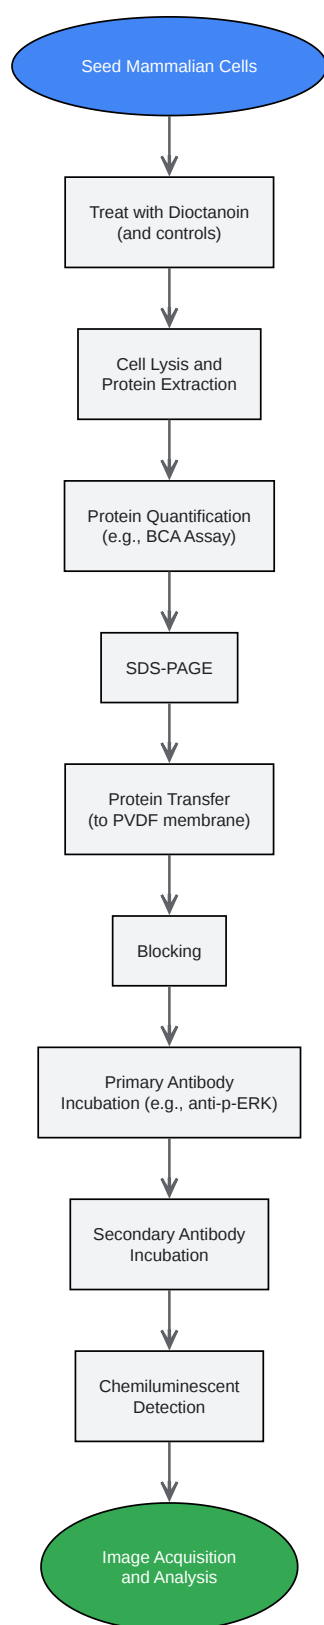 Seed Mammalian Cells
Treat with Dioctanoin
(and controls)
Cell Lysis and
Protein Extraction
Protein Quantification
(e.g., BCA Assay)
SDS-PAGE
Protein Transfer
(to PVDF membrane)
Blocking
Primary Antibody
Incubation (e.g., anti-p-ERK)
Secondary Antibody
Incubation
Chemiluminescent
Detection
Image Acquisition
and Analysis